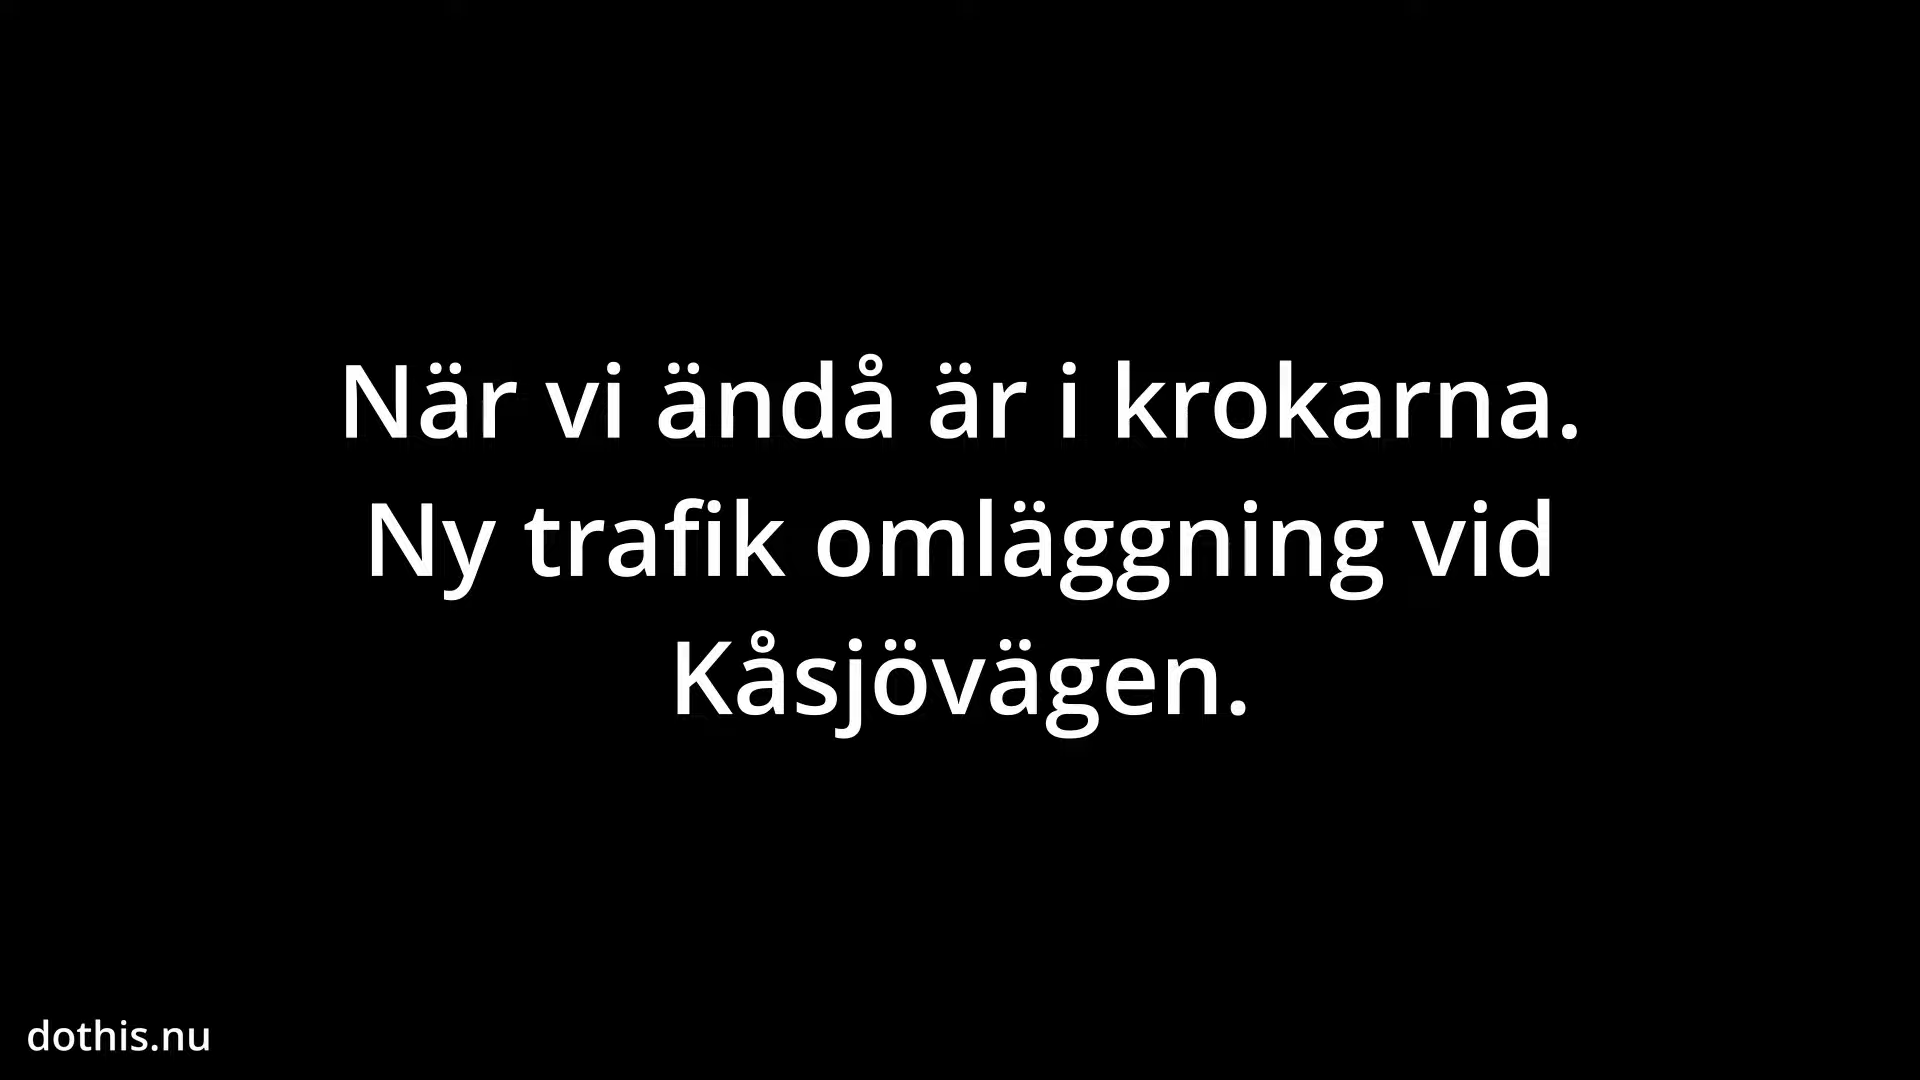 När vi ändå är i krokarna.
Ny trafik omläggning vid
Kåsjövägen.
dothis.nu